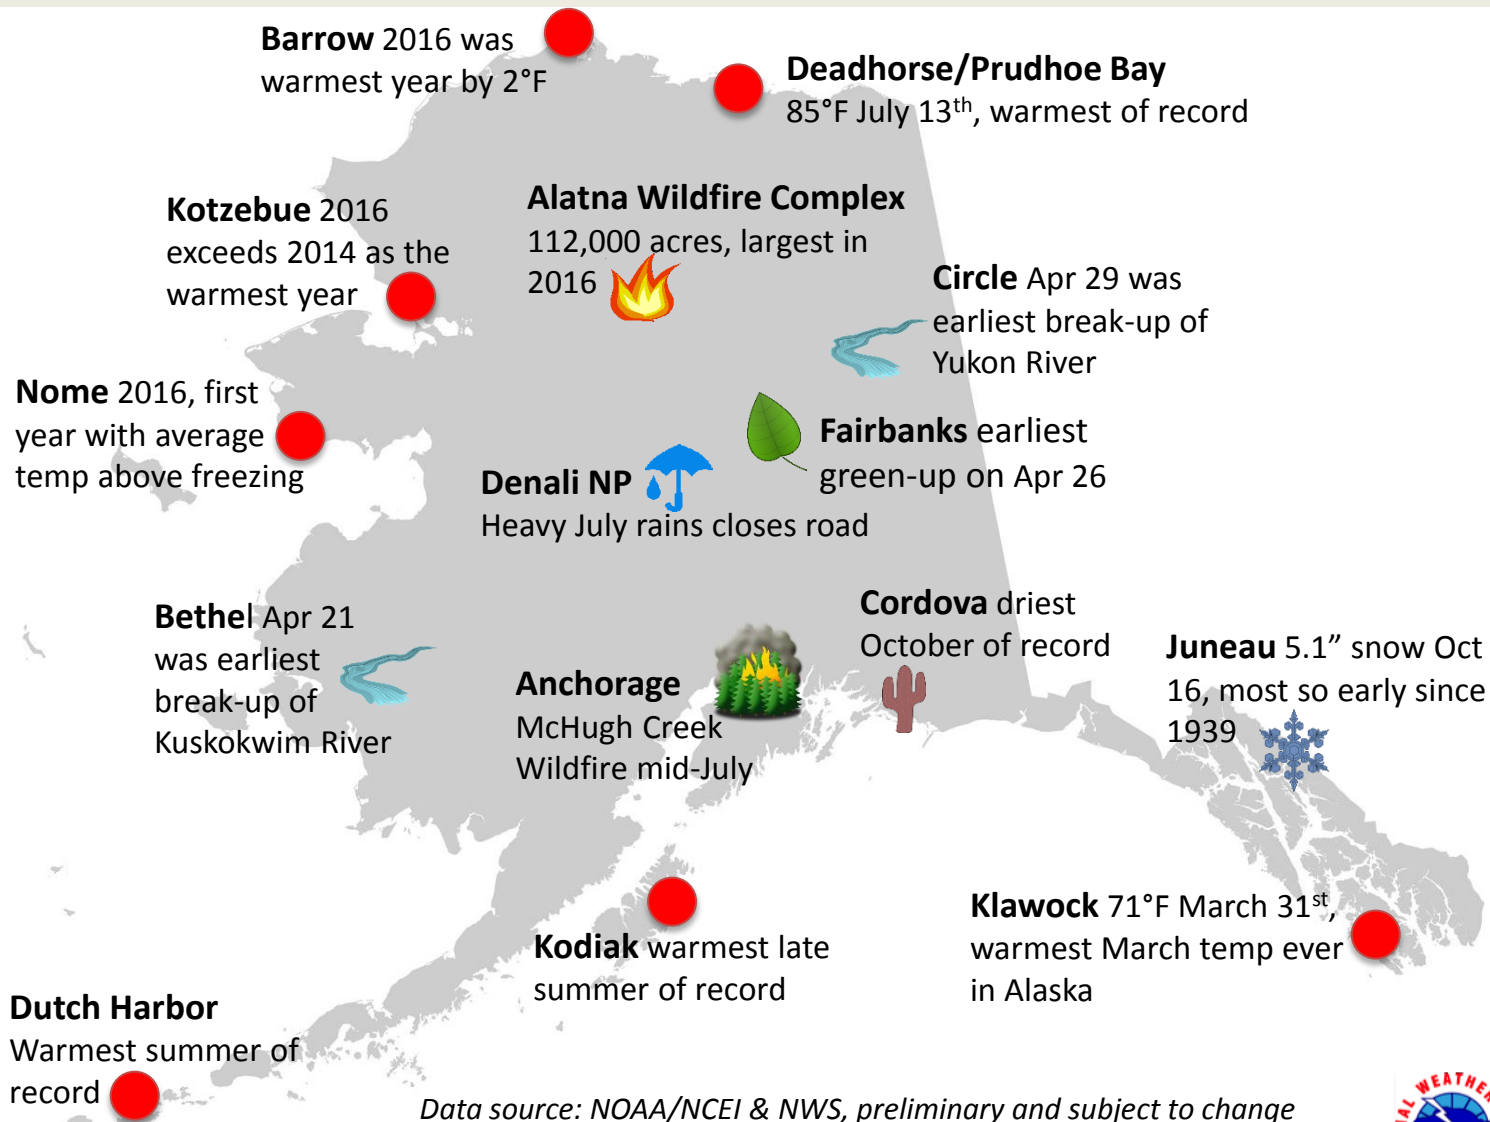 Barrow 2016 was
warmest year by 2°F
Deadhorse/Prudhoe Bay
85°F July 13th, warmest of record
Kotzebue 2016
exceeds 2014 as the
warmest year
Alatna Wildfire Complex
112,000 acres, largest in
2016
Circle Apr 29 was
earliest break-up of
Yukon River
Nome 2016, first
year with average
temp above freezing
Fairbanks earliest
green-up on Apr 26
Denali NP
Heavy July rains closes road
Bethel Apr 21
was earliest
break-up of
Kuskokwim River
Anchorage
McHugh Creek
Wildfire mid-July
Cordova driest
October of record
Juneau 5.1” snow Oct
16, most so early since
1939
Kodiak warmest late
summer of record
Klawock 71°F March 31st,
warmest March temp ever
in Alaska
Dutch Harbor
Warmest summer of
record
Data source: NOAA/NCEI & NWS, preliminary and subject to change